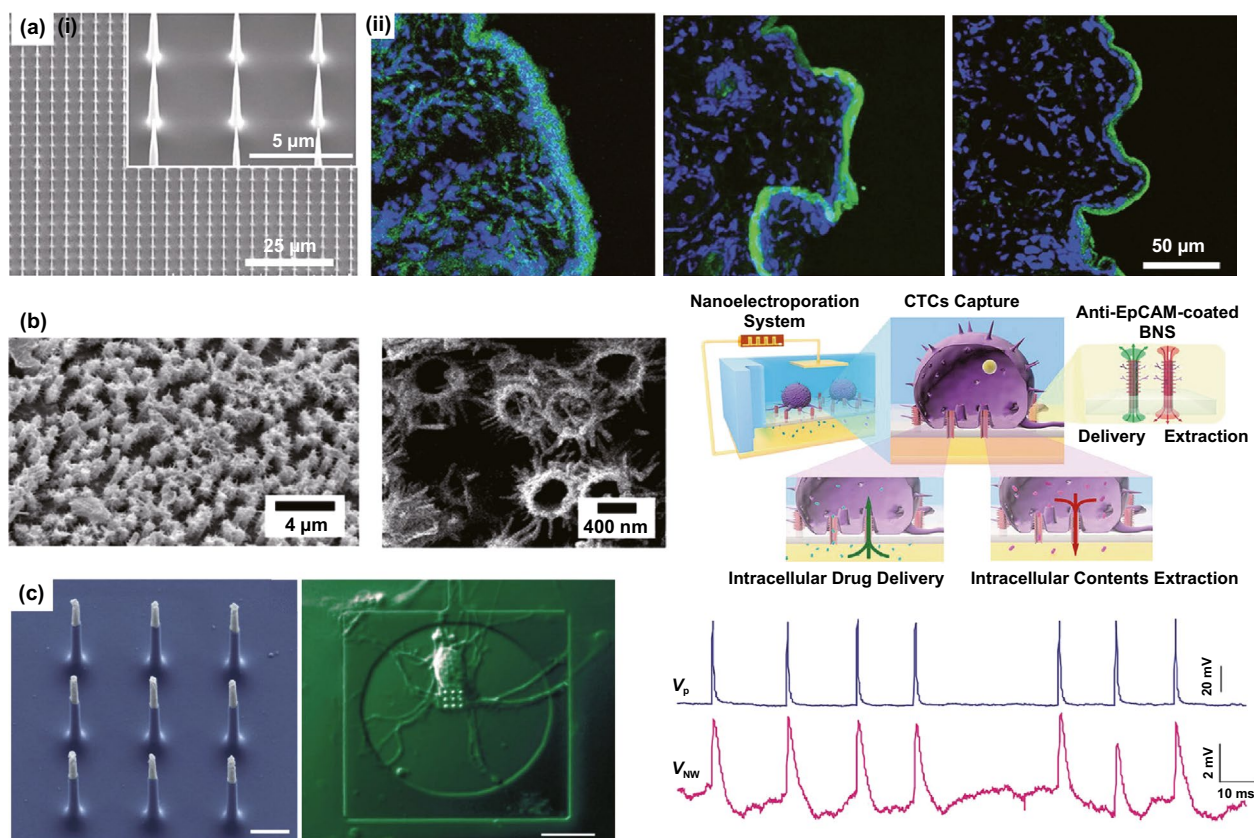 (a) (i)
5 µm
25 µm
(ii)
50 µm
(b)
4 µm
400 nm
Nanoelectroporation
System
CTCs Capture
Anti-EpCAM-coated
BNS
Delivery Extraction
Intracellular Drug Delivery
Intracellular Contents Extraction
(c)
Vp
20 mV
VNW
2 mV
10 ms